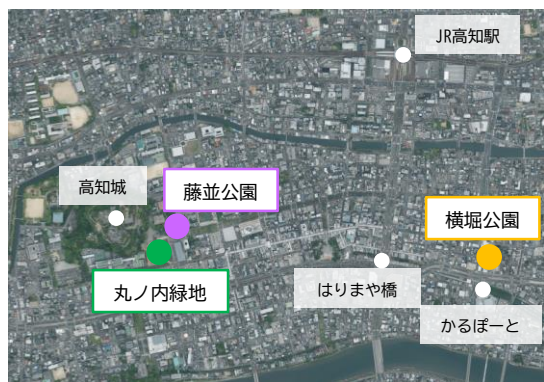 JR高知駅
高知城
藤並公園
横堀公園
丸ノ内緑地
はりまや橋
かるぽーと